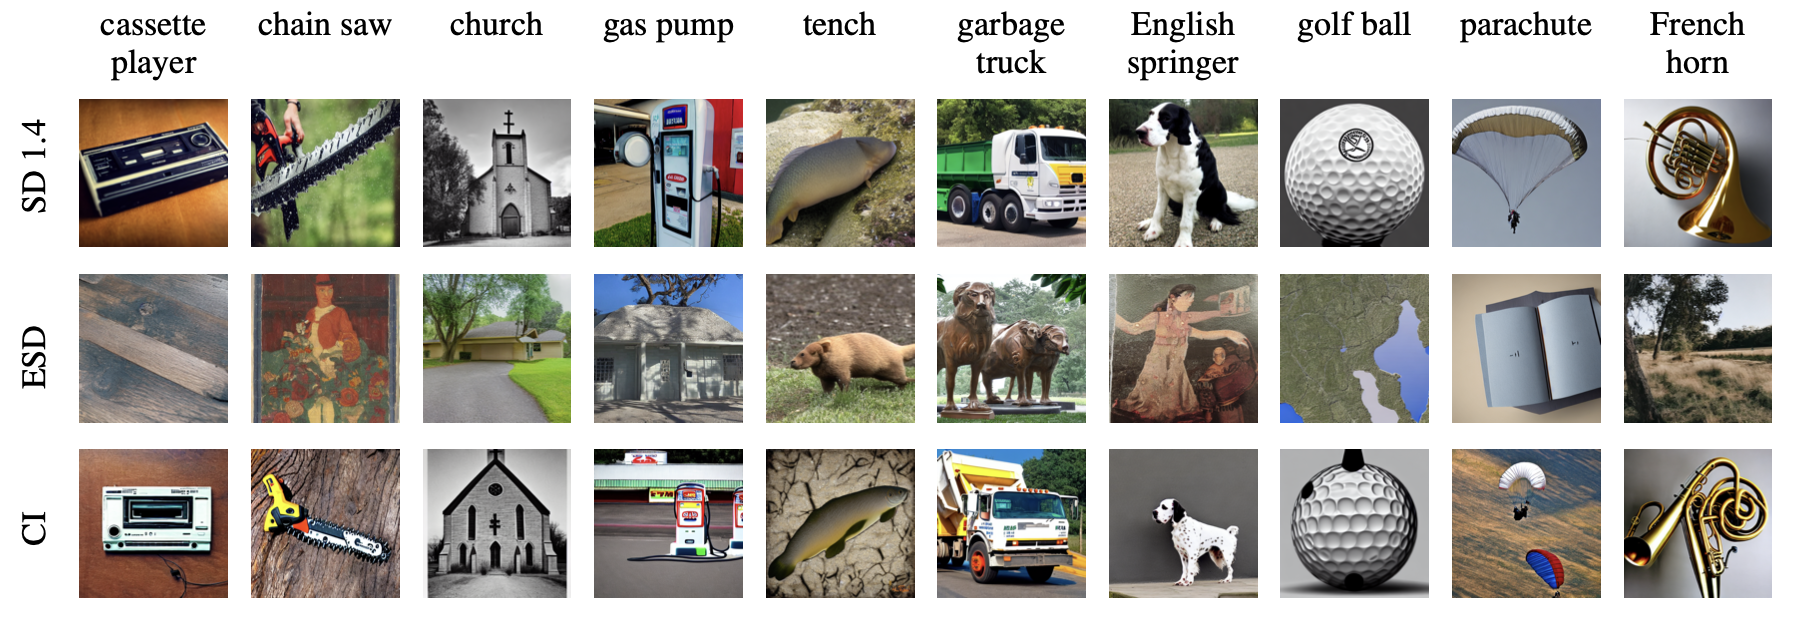 cassette player
chain saw
church
gas pump
tench
garbage truck
English springer
golf ball
parachute
French horn
SD 1.4
ESD
CI